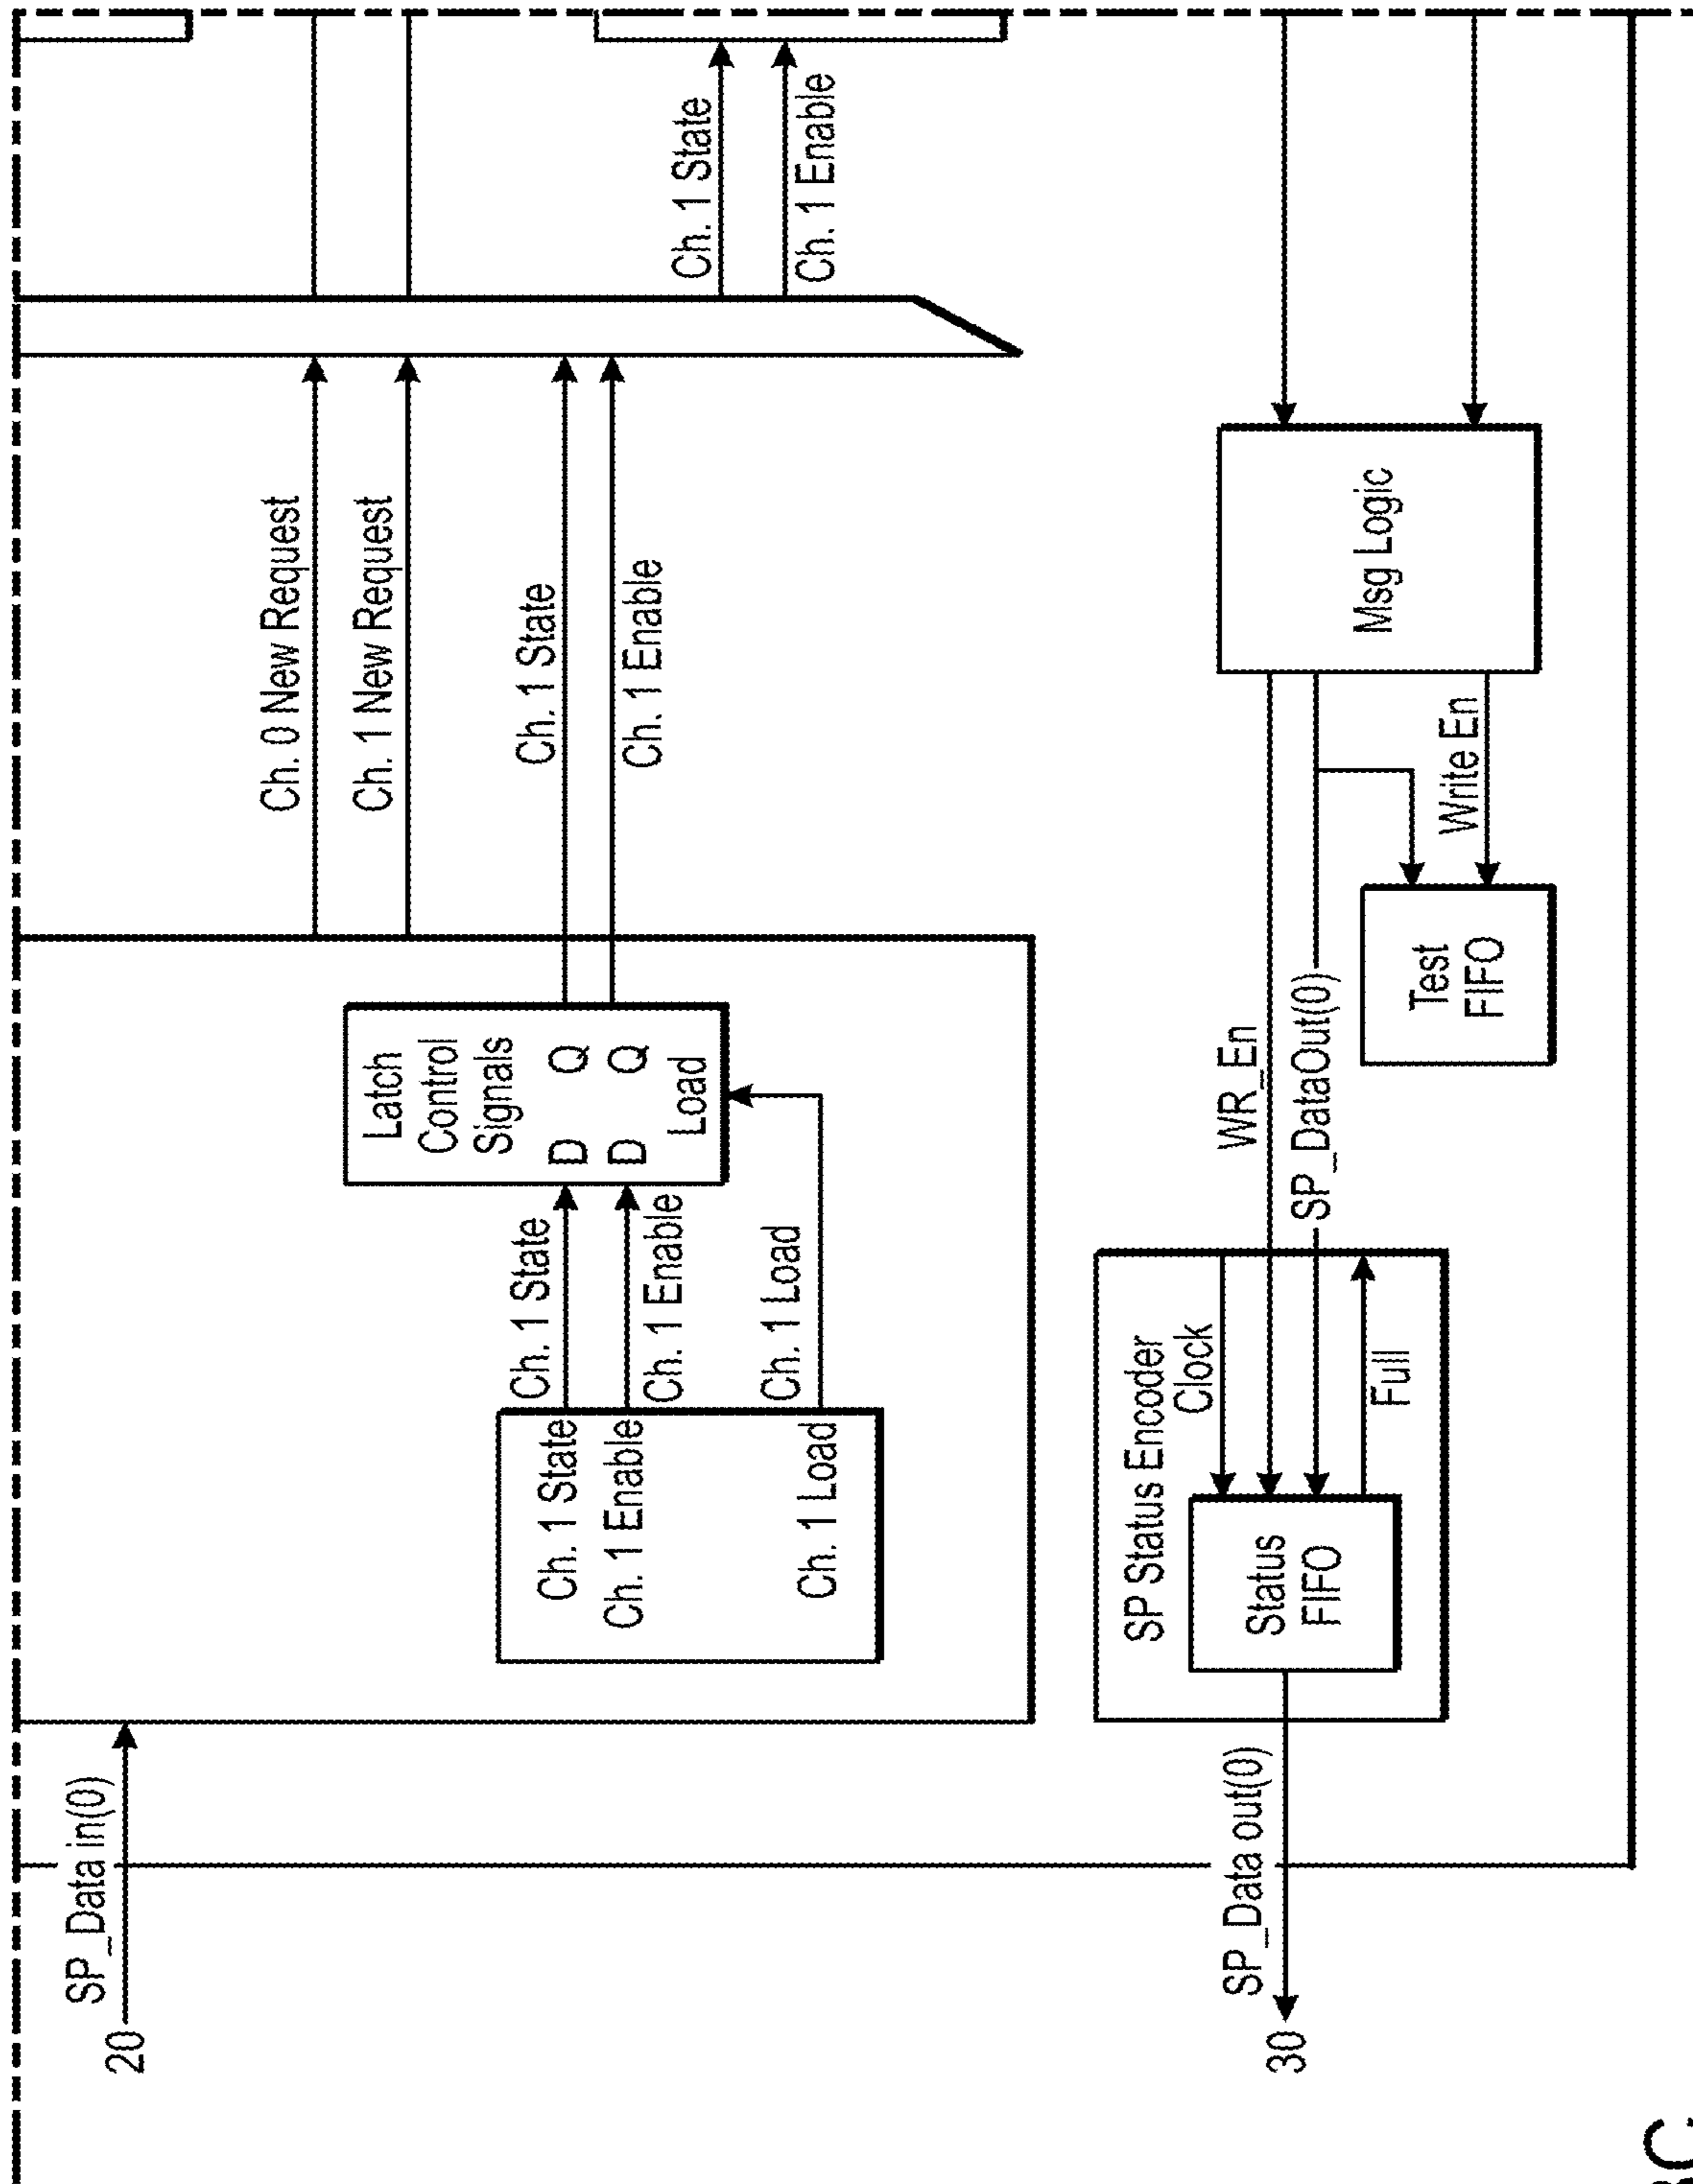 SP_Data in(0)
20
Ch. 0 New Request
Ch. 1 New Request
Latch
Control
Signals
D Q
D Q
Load
Ch. 1 State
Ch. 1 Enable
Ch. 1 Load
Ch. 1 State
Ch. 1 Enable
Ch. 1 Load
Ch. 1 State
Ch. 1 Enable
Ch. 1 State
Ch. 1 Enable
SP Status Encoder
Clock
Status
FIFO
Full
WR_En
SP_DataOut(0)
Test
FIFO
Write En
Msg Logic
SP_Data out(0)
30